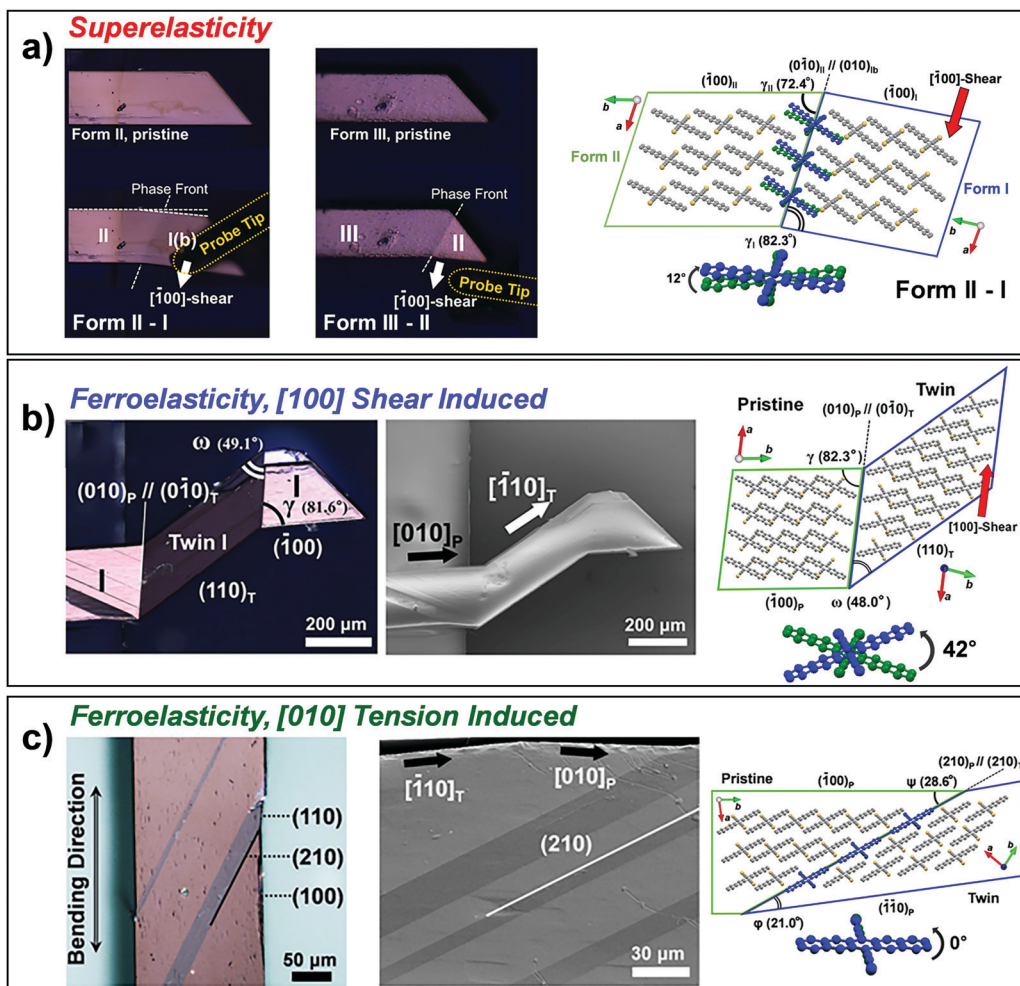 a)
Superelasticity
Form II, pristine
Phase Front
II
I(b)
Probe Tip
[1̄00]-shear
Form II - I
Form III, pristine
Phase Front
III
II
Probe Tip
[1̄00]-shear
Form III - II
(01̄0)II // (010)Ib
(1̄00)II
γII (72.4°)
(1̄00)I
[1̄00]-Shear
b
a
Form II
Form I
γI (82.3°)
b
a
12°
Form II - I
b)
Ferroelasticity, [100] Shear Induced
ω (49.1°)
(010)P // (01̄0)T
I
γ (81.6°)
Twin I
(1̄00)
I
(110)T
200 μm
[1̄10]T
[010]P
200 μm
Twin
Pristine
(010)P // (01̄0)T
a
b
γ (82.3°)
[100]-Shear
(110)T
b
a
(1̄00)P
ω (48.0°)
42°
c)
Ferroelasticity, [010] Tension Induced
Bending Direction
(110)
(210)
(100)
50 μm
[1̄10]T
[010]P
(210)
30 μm
(210)P // (210)T
Pristine
(1̄00)P
ψ (28.6°)
b
a
a
b
Twin
(1̄1̄0)P
φ (21.0°)
0°